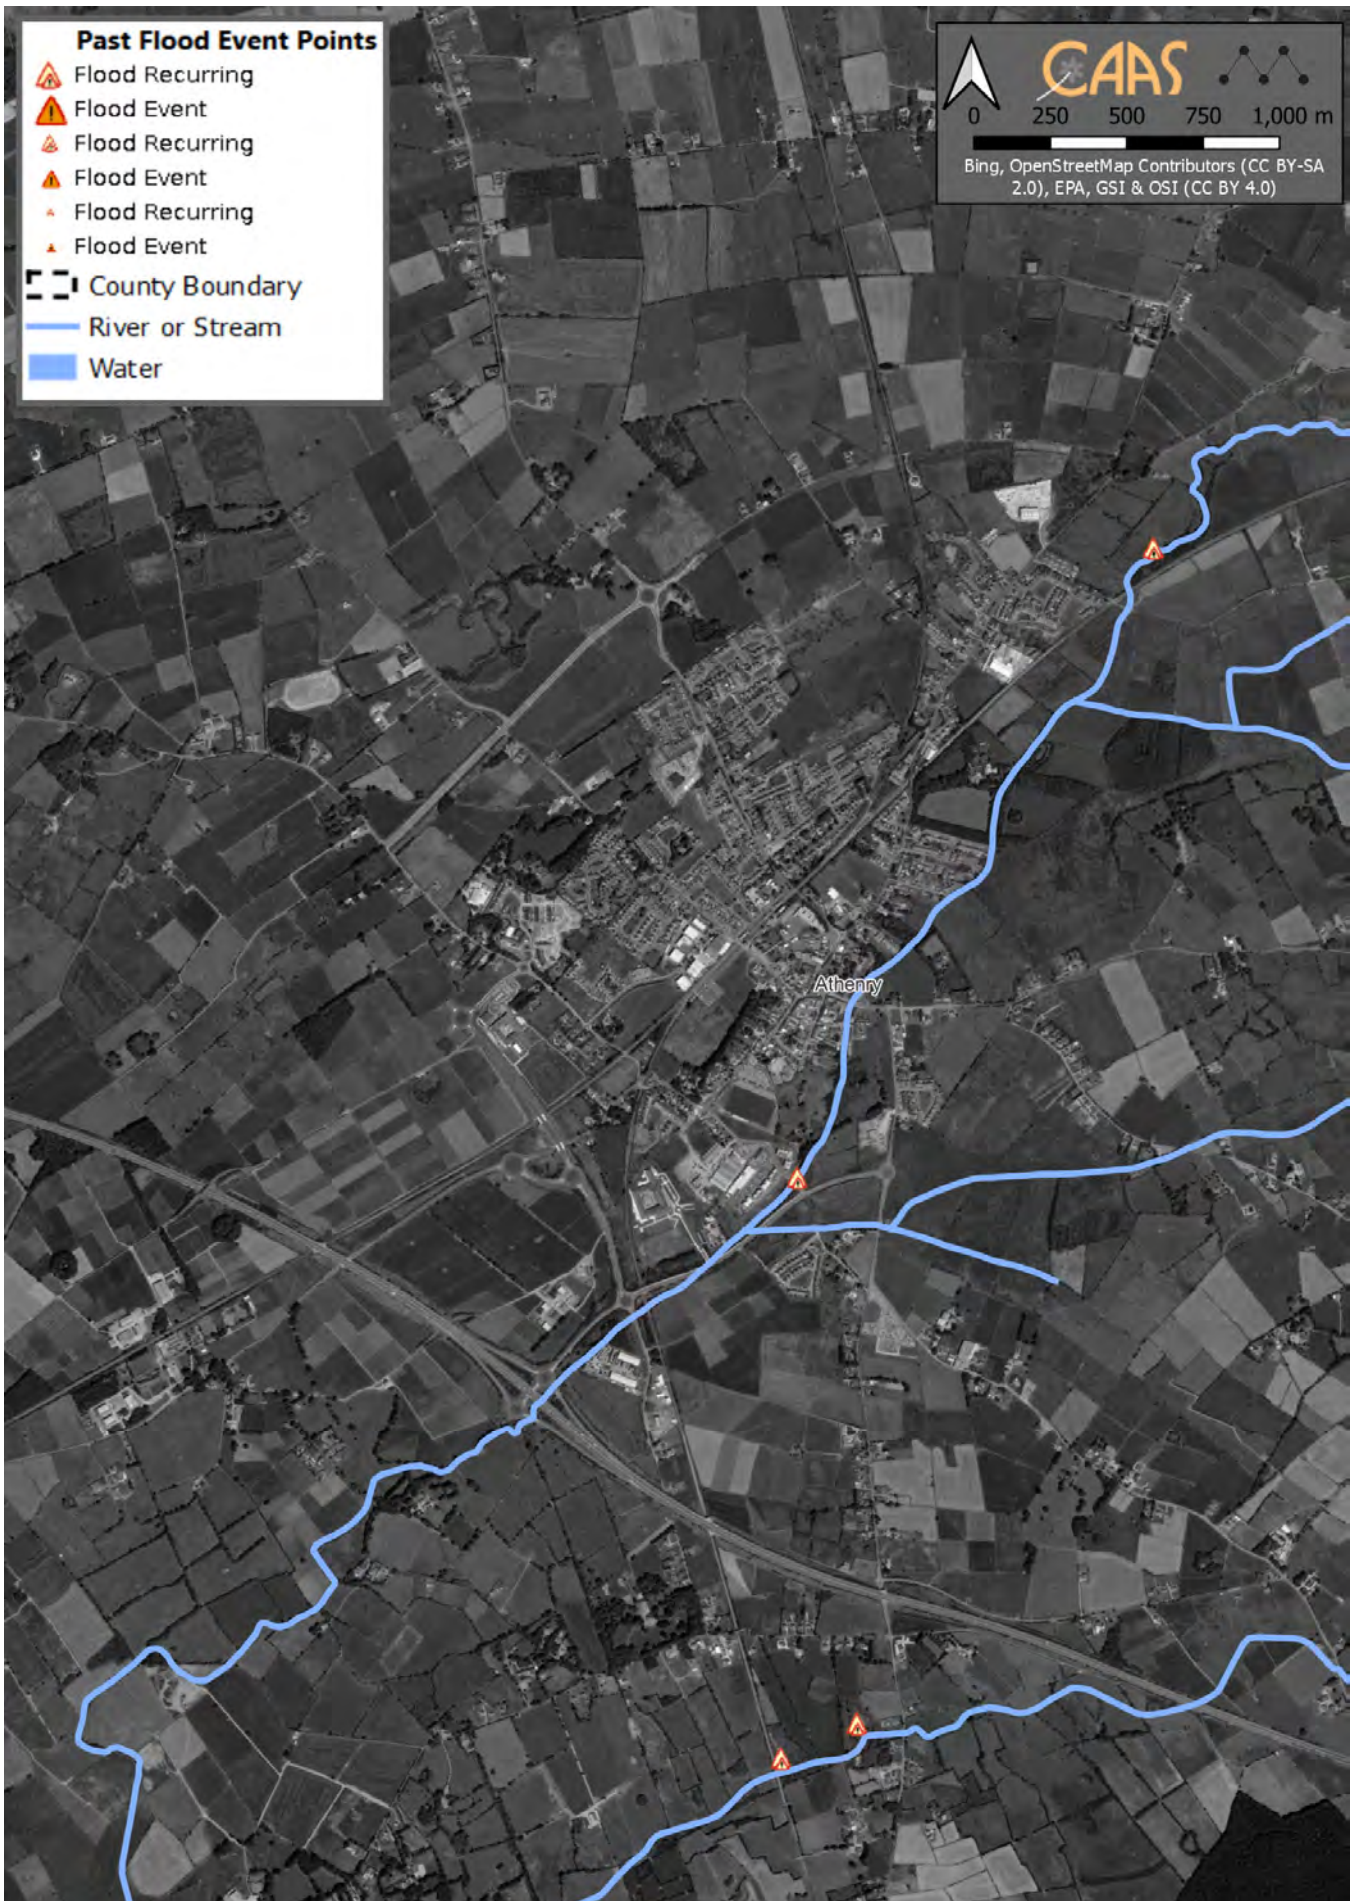 Past Flood Event Points
Flood Recurring
Flood Event
Flood Recurring
Flood Event
Flood Recurring
Flood Event
County Boundary
River or Stream
Water
CAAS
0 250 500 750 1,000 m
Bing, OpenStreetMap Contributors (CC BY-SA
2.0), EPA, GSI & OSI (CC BY 4.0)
Athenry